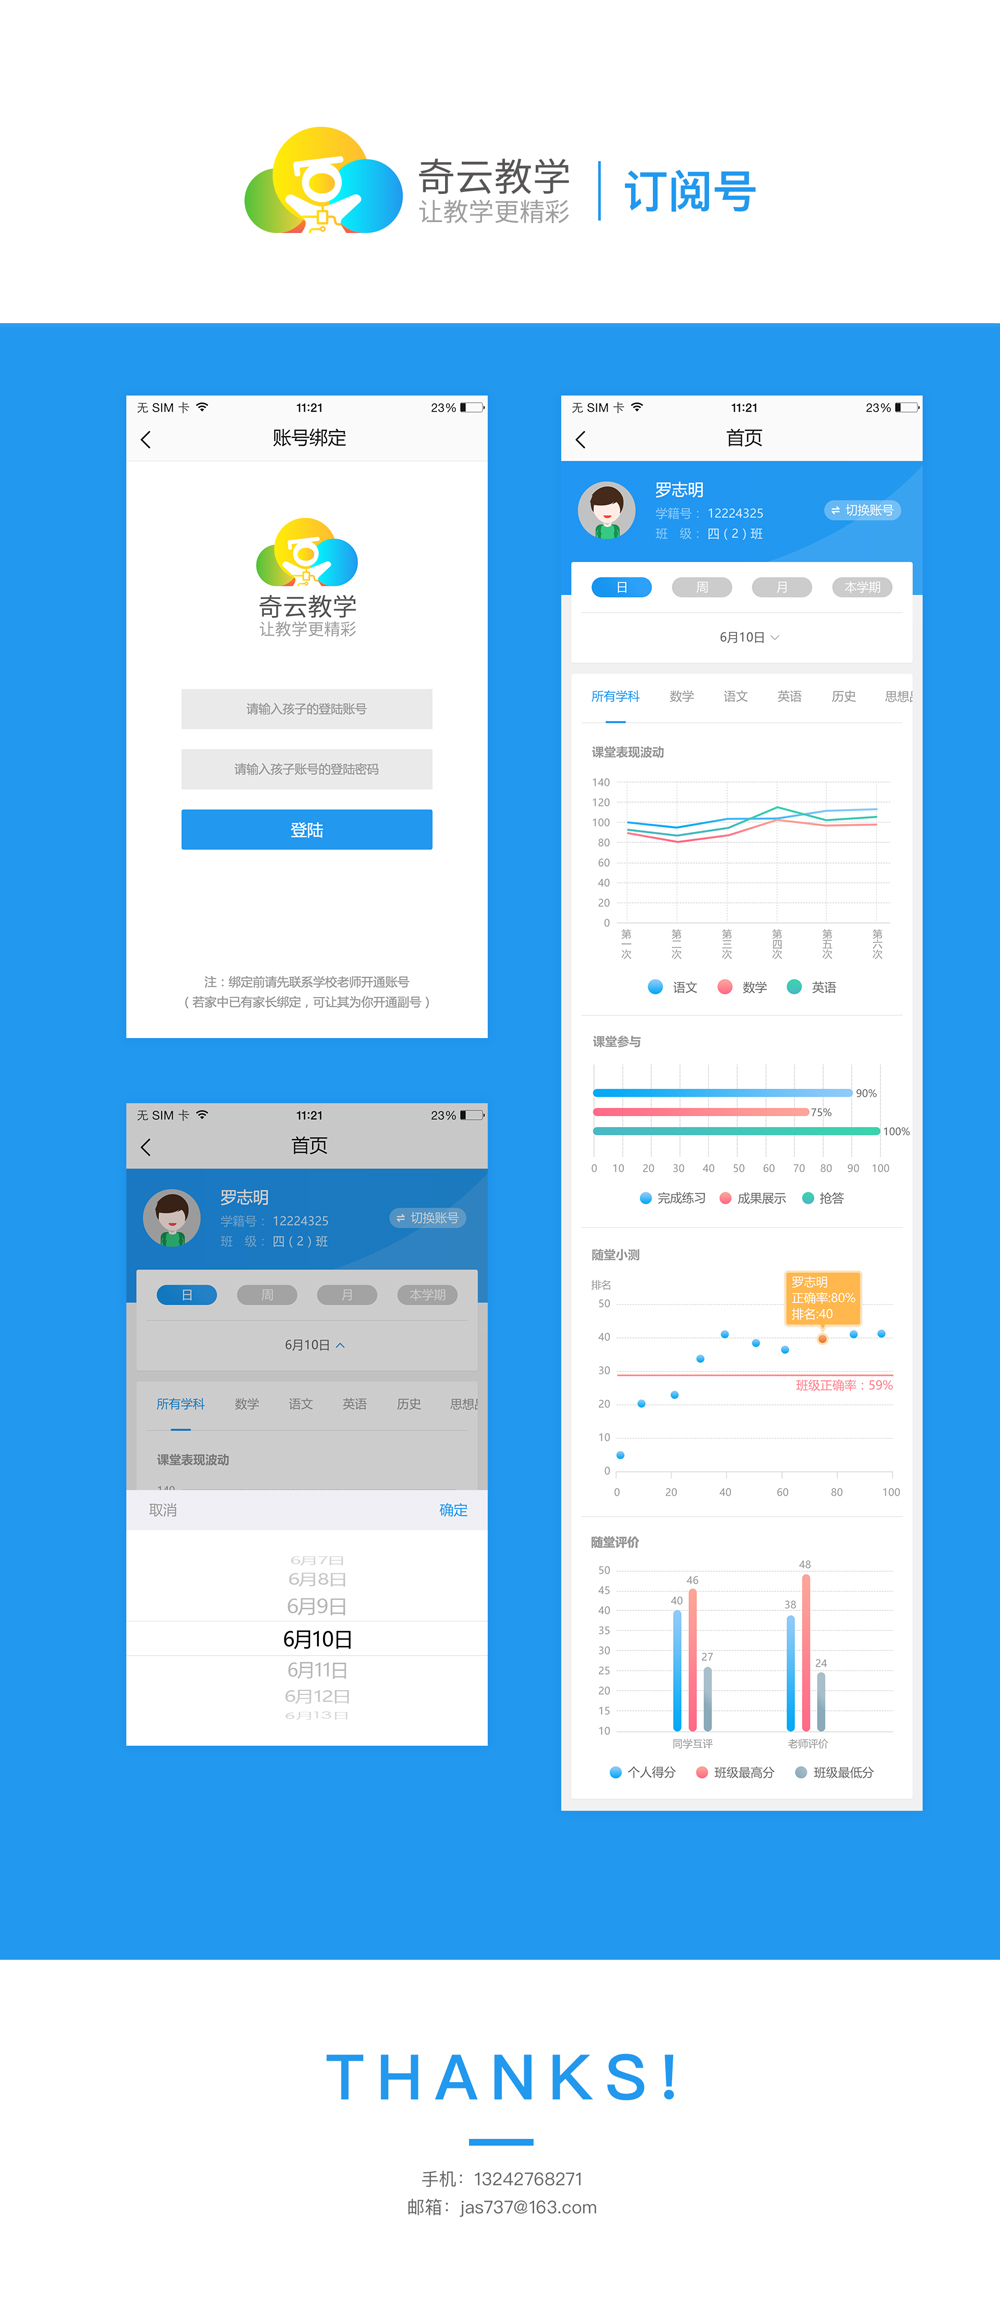 奇云教学
让教学更精彩
订阅号
无 SIM 卡 11:21 23%
账号绑定
奇云教学
让教学更精彩
请输入孩子的登陆账号
请输入孩子账号的登陆密码
登陆
注：绑定前请先联系学校老师开通账号
（若家中已有家长绑定，可让其为你开通副号）
无 SIM 卡 11:21 23%
首页
罗志明
学籍号： 12224325
班 级： 四（2）班
切换账号
日 周 月 本学期
6月10日
所有学科 数学 语文 英语 历史 思想
课堂表现波动
140
取消 确定
6月7日
6月8日
6月9日
6月10日
6月11日
6月12日
6月13日
无 SIM 卡 11:21 23%
首页
罗志明
学籍号： 12224325
班 级： 四（2）班
切换账号
日 周 月 本学期
6月10日
所有学科 数学 语文 英语 历史 思想
课堂表现波动
140
120
100
80
60
40
20
0
第一次 第二次 第三次 第四次 第五次 第六次
语文 数学 英语
课堂参与
90%
75%
100%
0 10 20 30 40 50 60 70 80 90 100
完成练习 成果展示 抢答
随堂小测
排名
罗志明
正确率:80%
排名:40
50
40
30
班级正确率：59%
20
10
0
0 20 40 60 80 100
随堂评价
50
45
40
35
30
25
20
15
10
40 46 27
38 48 24
同学互评 老师评价
个人得分 班级最高分 班级最低分
THANKS!
手机：13242768271
邮箱：jas737@163.com